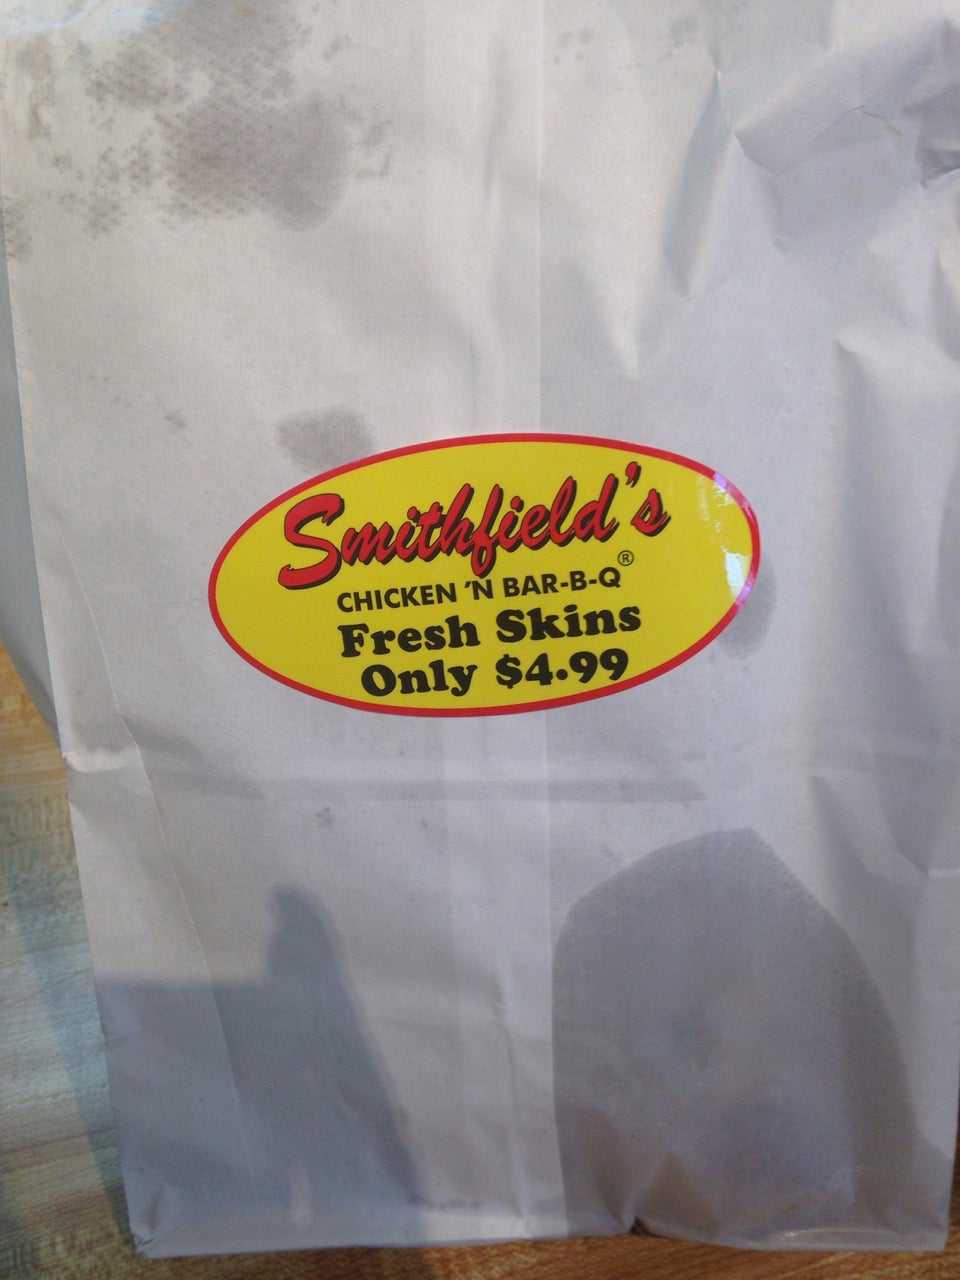 Smithfield's
CHICKEN 'N BAR-B-Q®
Fresh Skins
Only $4.99